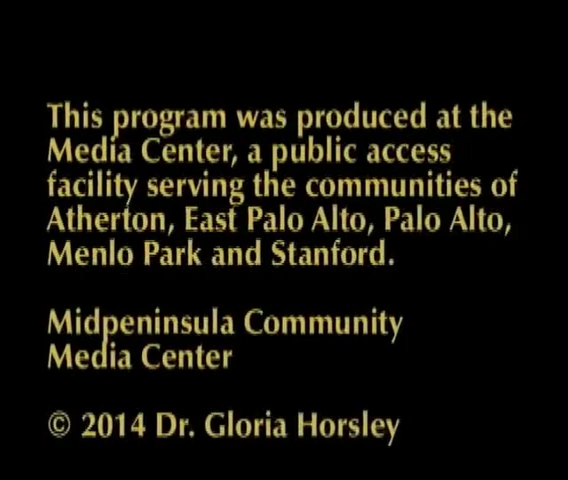 This program was produced at the
Media Center, a public access
facility serving the communities of
Atherton, East Palo Alto, Palo Alto,
Menlo Park and Stanford.
Midpeninsula Community
Media Center
© 2014 Dr. Gloria Horsley